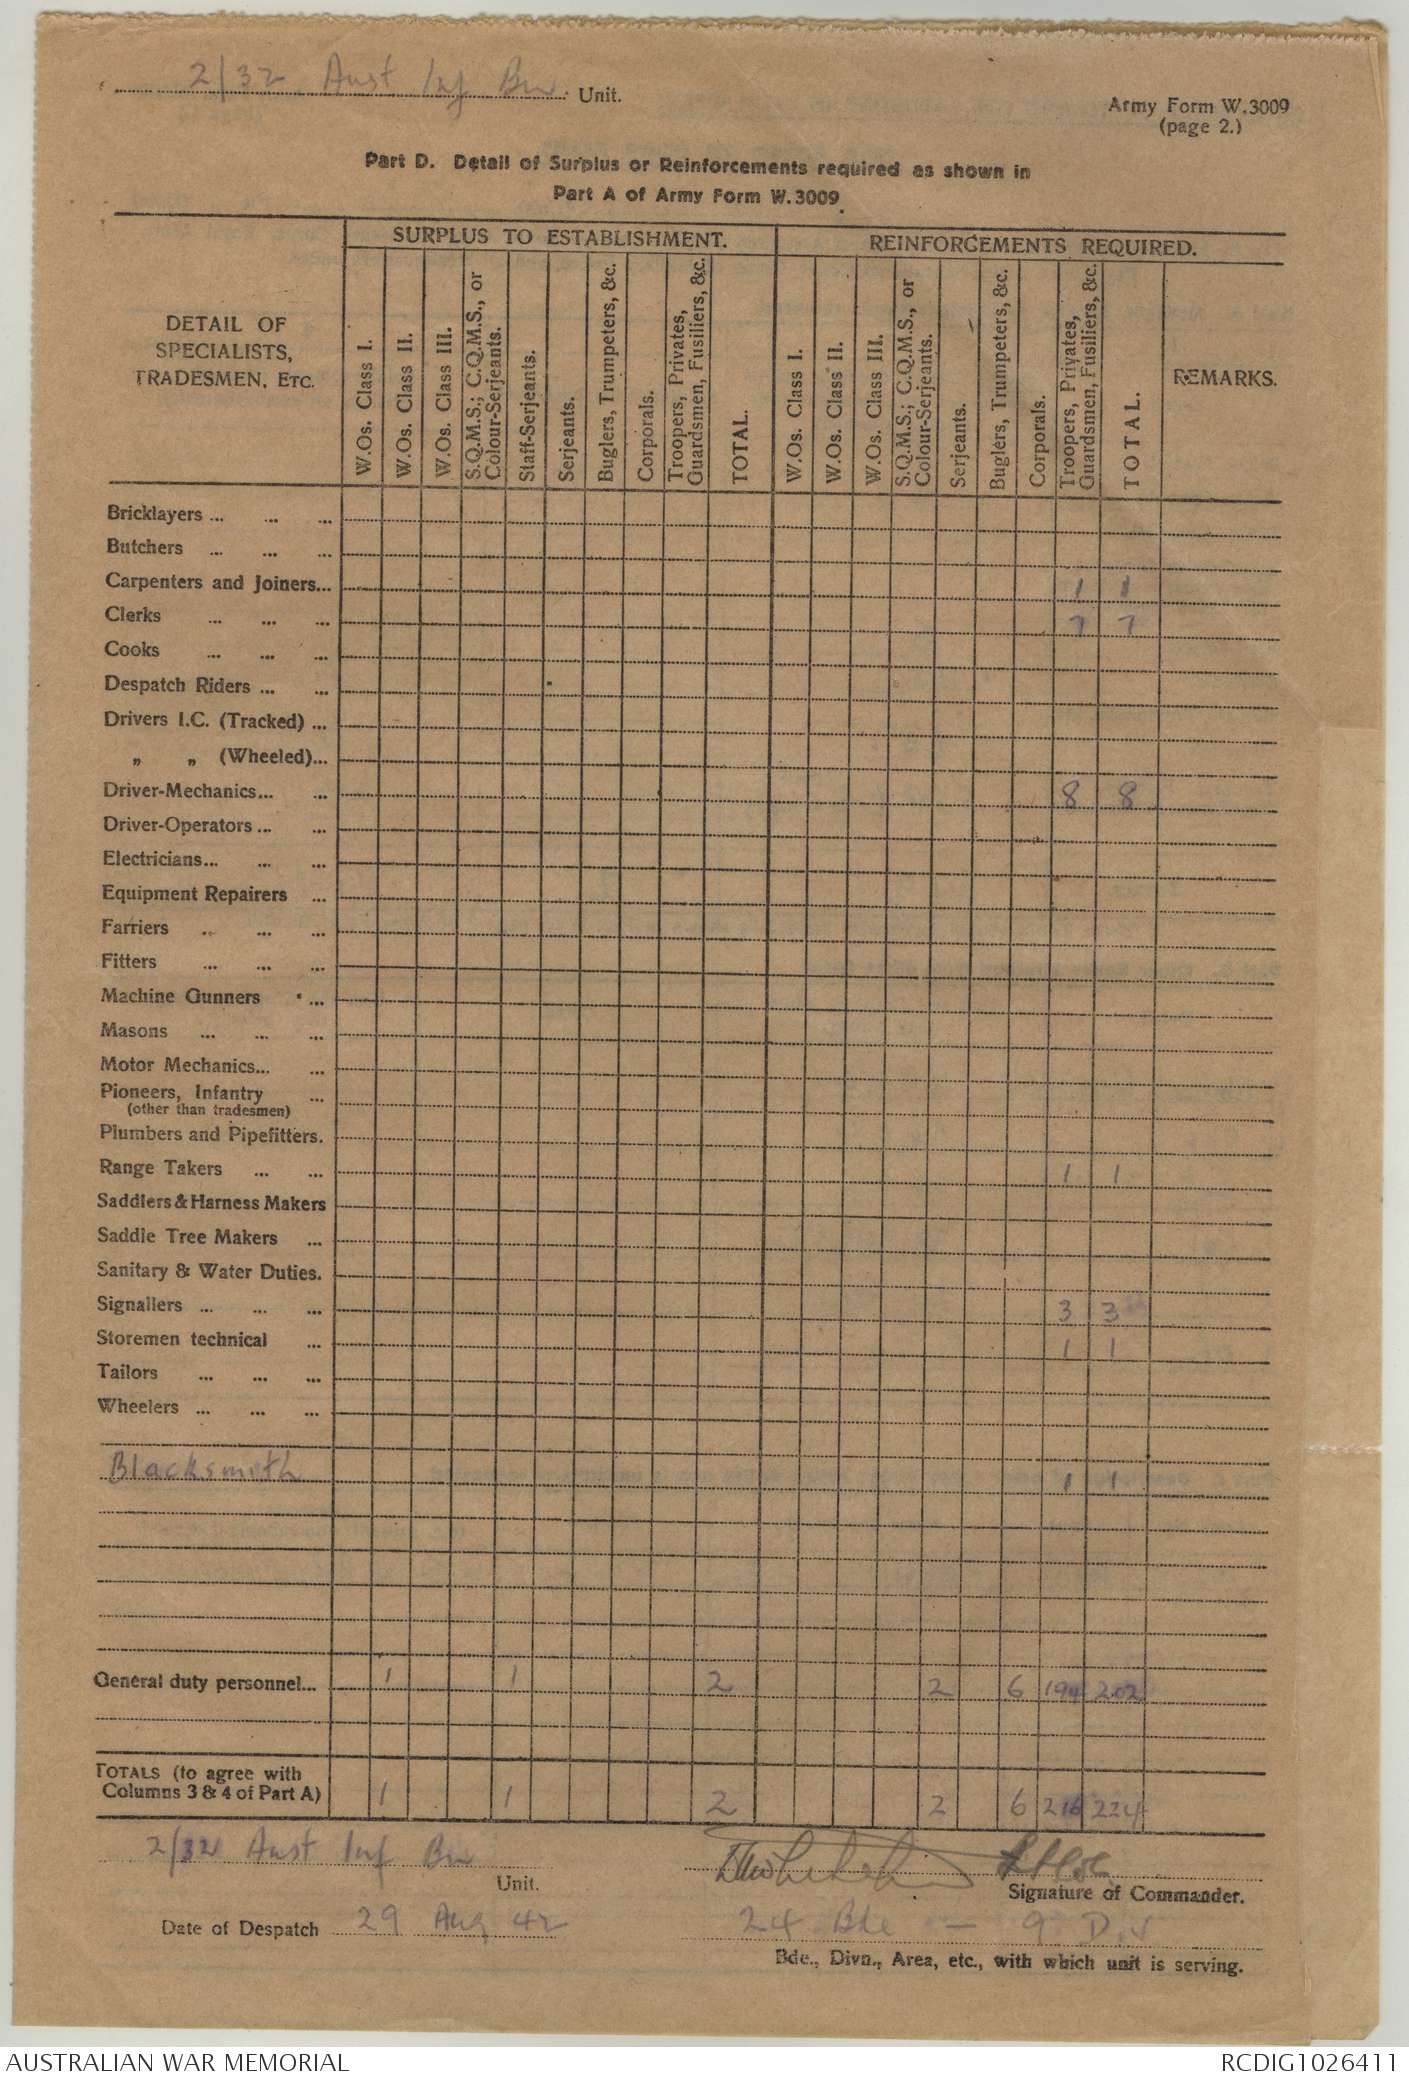 2/32 Aust Inf Bn Unit.
Army Form W.3009
(page 2.)
Part D. Detail of Surplus or Reinforcements required as shown in
Part A of Army Form W.3009
DETAIL OF
SPECIALISTS,
TRADESMEN, ETC.
SURPLUS TO ESTABLISHMENT.
W.Os. Class I.
W.Os. Class II.
W.Os. Class III.
S.Q.M.S.; C.Q.M.S., or
Colour-Serjeants.
Staff-Serjeants.
Serjeants.
Buglers, Trumpeters, &c.
Corporals.
Troopers, Privates,
Guardsmen, Fusiliers, &c.
TOTAL.
REINFORCEMENTS REQUIRED.
W.Os. Class I.
W.Os. Class II.
W.Os. Class III.
S.Q.M.S.; C.Q.M.S., or
Colour-Serjeants.
Serjeants.
Buglers, Trumpeters, &c.
Corporals.
Troopers, Privates,
Guardsmen, Fusiliers, &c.
TOTAL.
REMARKS.
Bricklayers ... ... ...
Butchers ... ... ...
Carpenters and Joiners... 1 1
Clerks ... ... ... 7 7
Cooks ... ... ...
Despatch Riders ... ...
Drivers I.C. (Tracked) ...
„ „ (Wheeled)...
Driver-Mechanics... ... 8 8
Driver-Operators ... ...
Electricians... ... ...
Equipment Repairers ...
Farriers ... ... ...
Fitters ... ... ...
Machine Gunners ...
Masons ... ... ...
Motor Mechanics... ...
Pioneers, Infantry ...
(other than tradesmen)
Plumbers and Pipefitters.
Range Takers ... ... 1 1
Saddlers & Harness Makers
Saddle Tree Makers ...
Sanitary & Water Duties.
Signallers ... ... ... 3 3
Storemen technical ... 1 1
Tailors ... ... ...
Wheelers ... ... ...
Blacksmith 1 1
General duty personnel... 1 1 2 2 6 194 202
TOTALS (to agree with
Columns 3 & 4 of Part A) 1 1 2 2 6 216 224
2/32 Aust Inf Bn
Unit.
Signature of Commander.
Date of Despatch 29 Aug 42
24 Bde — 9 Div
Bde., Divn., Area, etc., with which unit is serving.
AUSTRALIAN WAR MEMORIAL
RCDIG1026411